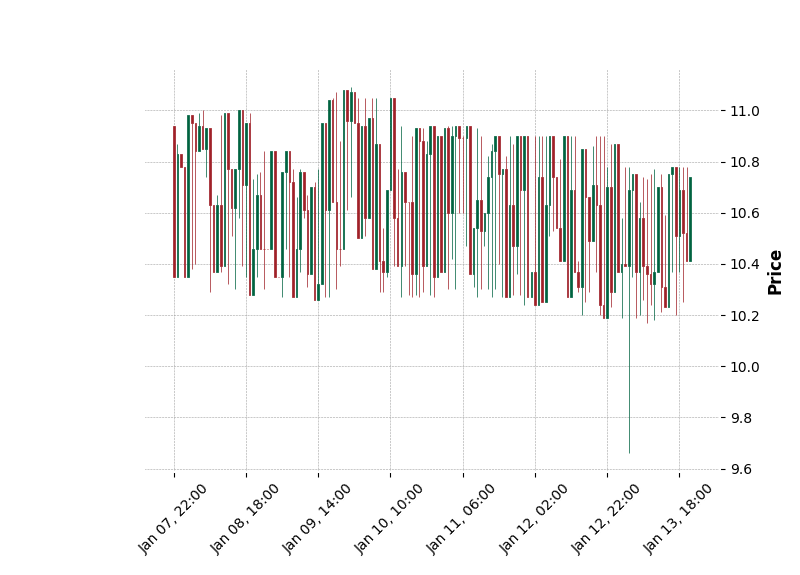 11.0
10.8
10.6
10.4
10.2
10.0
9.8
9.6
Price
Jan 07, 22:00
Jan 08, 18:00
Jan 09, 14:00
Jan 10, 10:00
Jan 11, 06:00
Jan 12, 02:00
Jan 12, 22:00
Jan 13, 18:00